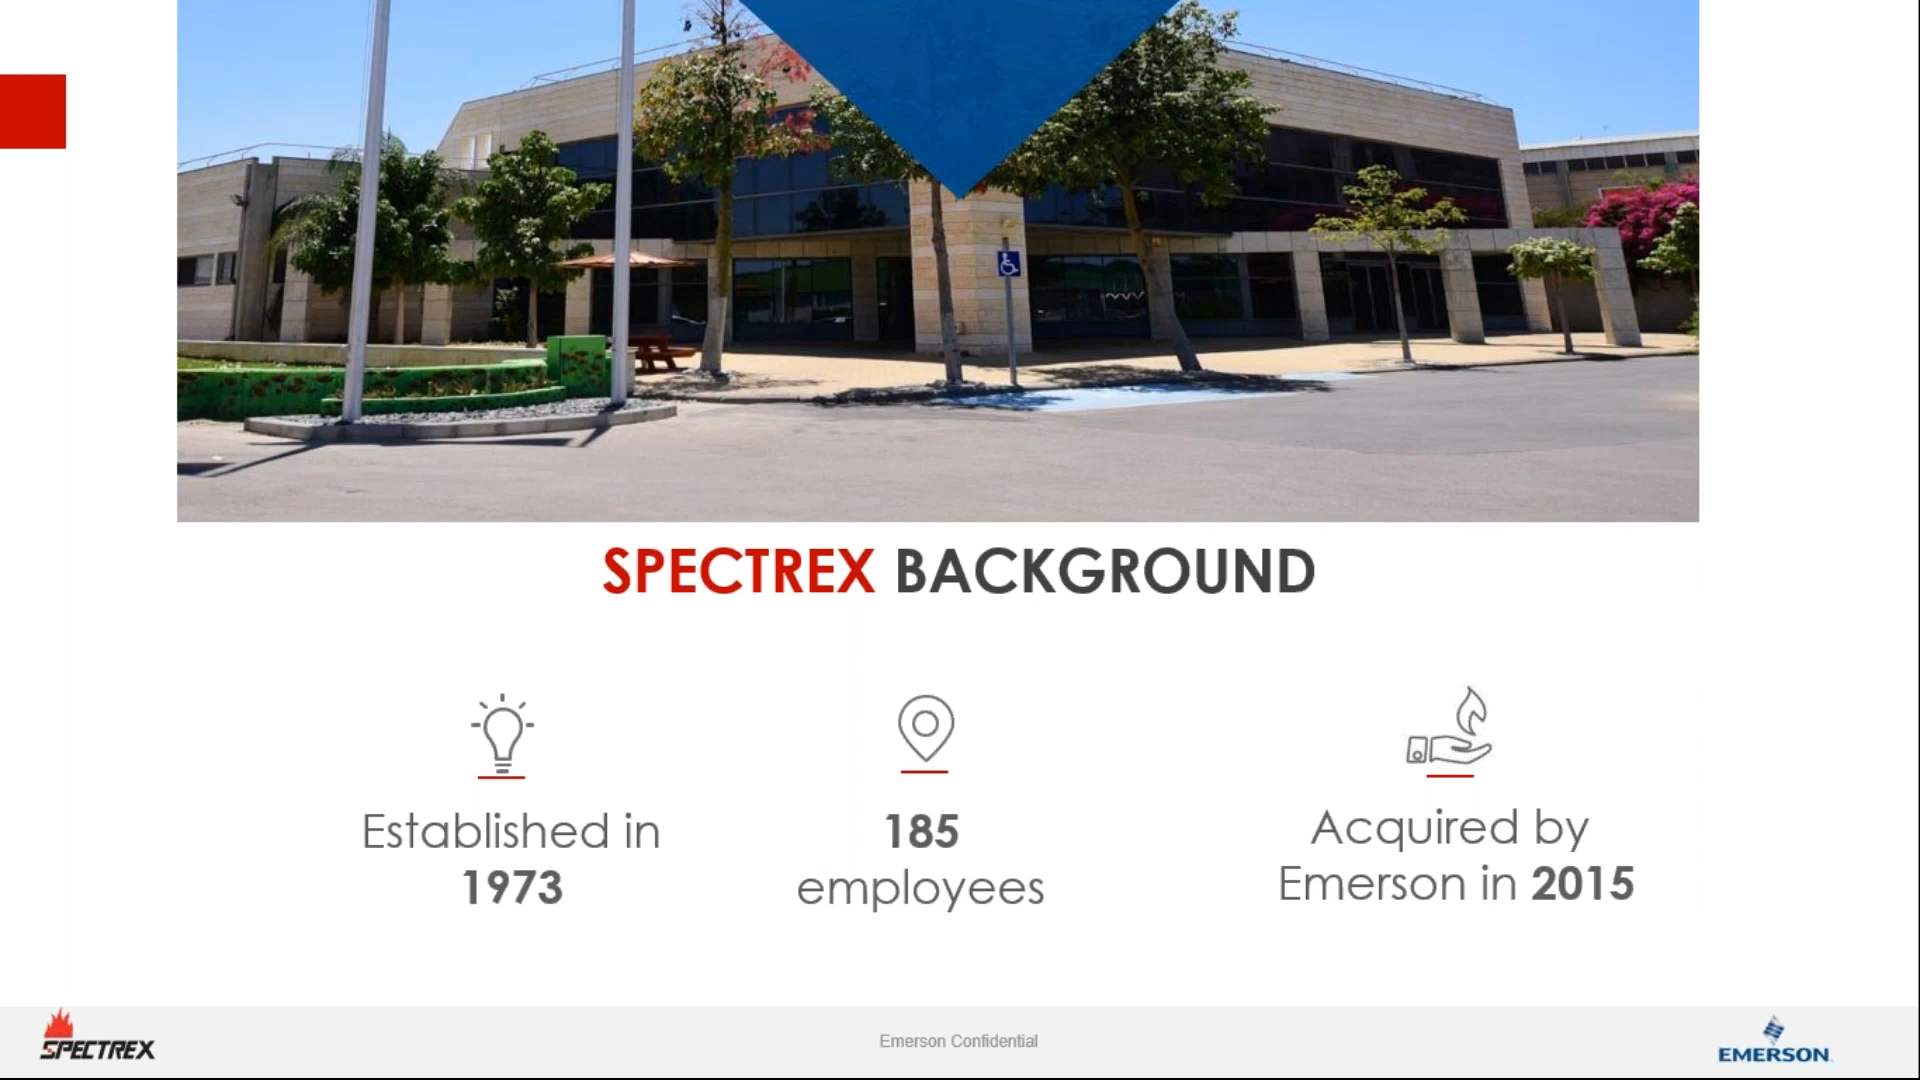 SPECTREX BACKGROUND
Established in
1973
185
employees
Acquired by
Emerson in 2015
SPECTREX
Emerson Confidential
EMERSON